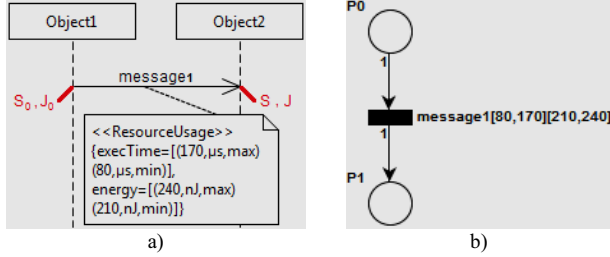 Object1
Object2
message1
S₀, J₀
S, J
<<ResourceUsage>>
{execTime=[(170,µs,max)
(80,µs,min)],
energy=[(240,nJ,max)
(210,nJ,min)]}
a)
P0
1
message1[80,170][210,240]
1
P1
b)